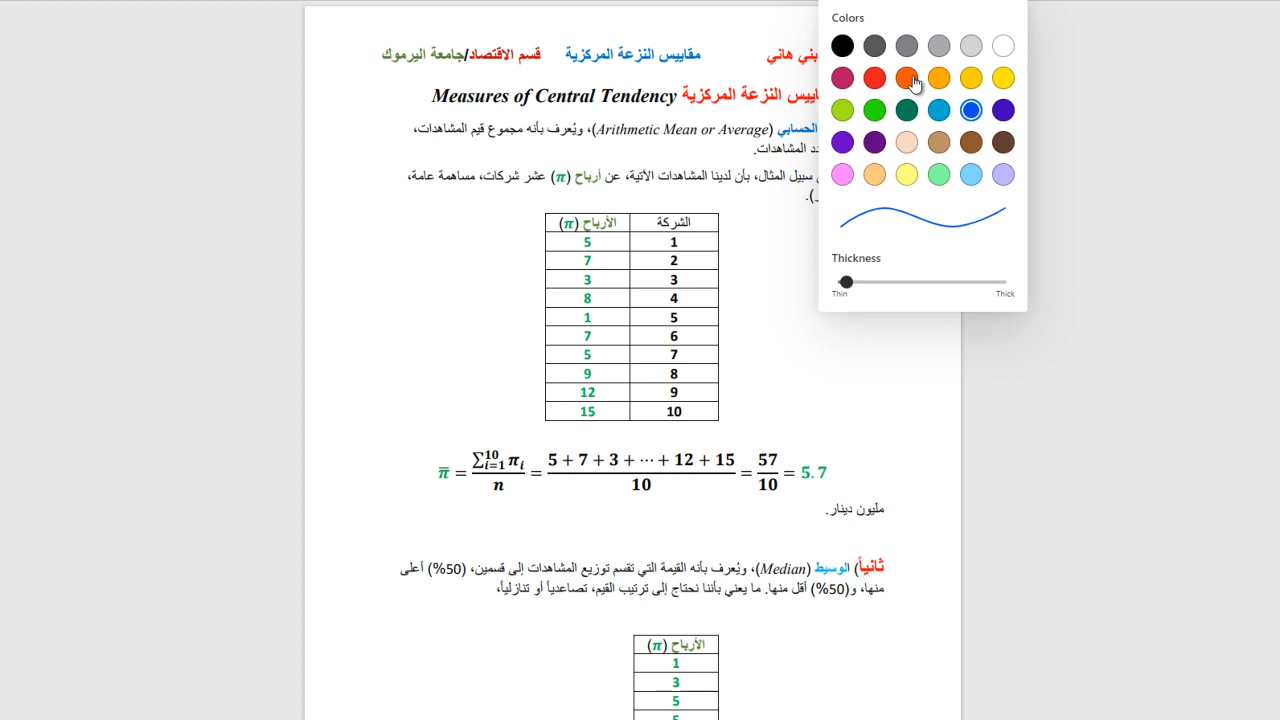 Colors
بني هاني مقاييس النزعة المركزية قسم الاقتصاد/جامعة اليرموك
النزعة المركزية Measures of Central Tendency
الحسابي (Arithmetic Mean or Average)، ويُعرف بأنه مجموع قيم المشاهدات،
المشاهدات.
سبيل المثال، بأن لدينا المشاهدات الآتية، عن أرباح (π) عشر شركات، مساهمة عامة،
Thickness
Thin Thick
الشركة الأرباح (π)
1 5
2 7
3 3
4 8
5 1
6 7
7 5
8 9
9 12
10 15
π̅ = ∑¹⁰ᵢ₌₁ πᵢ / n = 5 + 7 + 3 + ⋯ + 12 + 15 / 10 = 57 / 10 = 5.7
مليون دينار.
ثانياً) الوسيط (Median)، ويُعرف بأنه القيمة التي تقسم توزيع المشاهدات إلى قسمين، (50%) أعلى
منها، و(50%) أقل منها. ما يعني بأننا نحتاج إلى ترتيب القيم، تصاعدياً أو تنازلياً،
الأرباح (π)
1
3
5